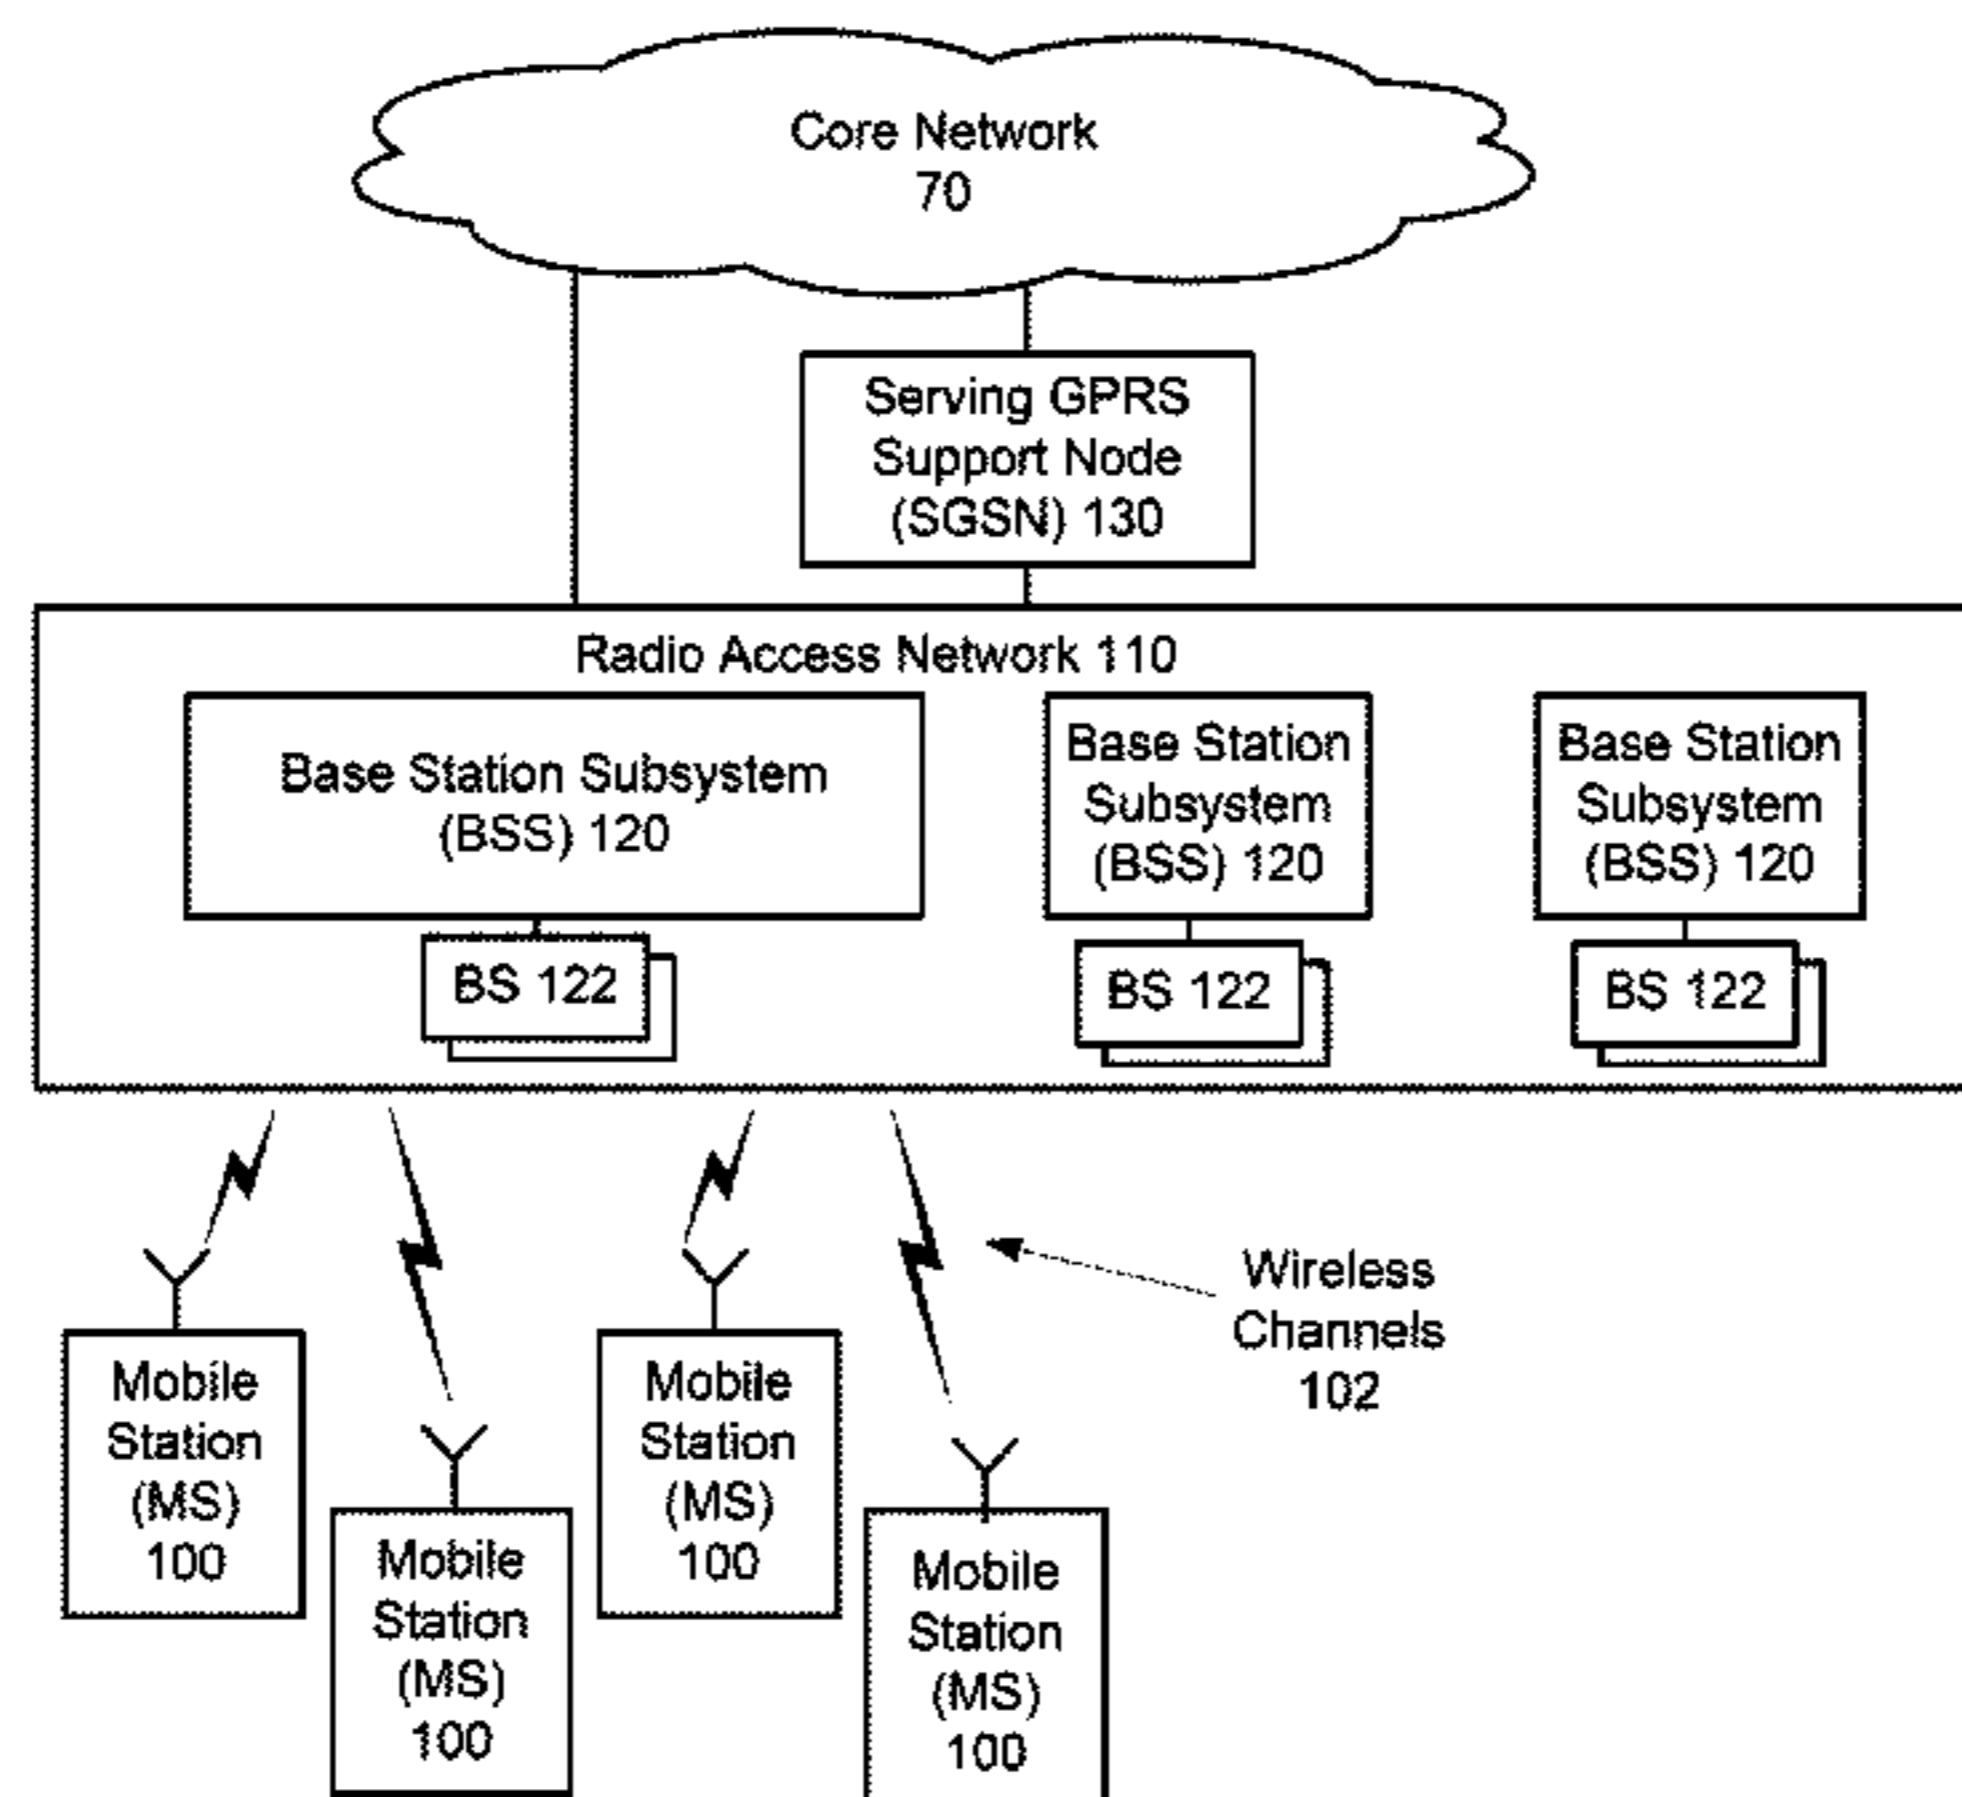 Core Network
70
Serving GPRS
Support Node
(SGSN) 130
Radio Access Network 110
Base Station Subsystem
(BSS) 120
Base Station
Subsystem
(BSS) 120
Base Station
Subsystem
(BSS) 120
BS 122
BS 122
BS 122
Wireless
Channels
102
Mobile
Station
(MS)
100
Mobile
Station
(MS)
100
Mobile
Station
(MS)
100
Mobile
Station
(MS)
100